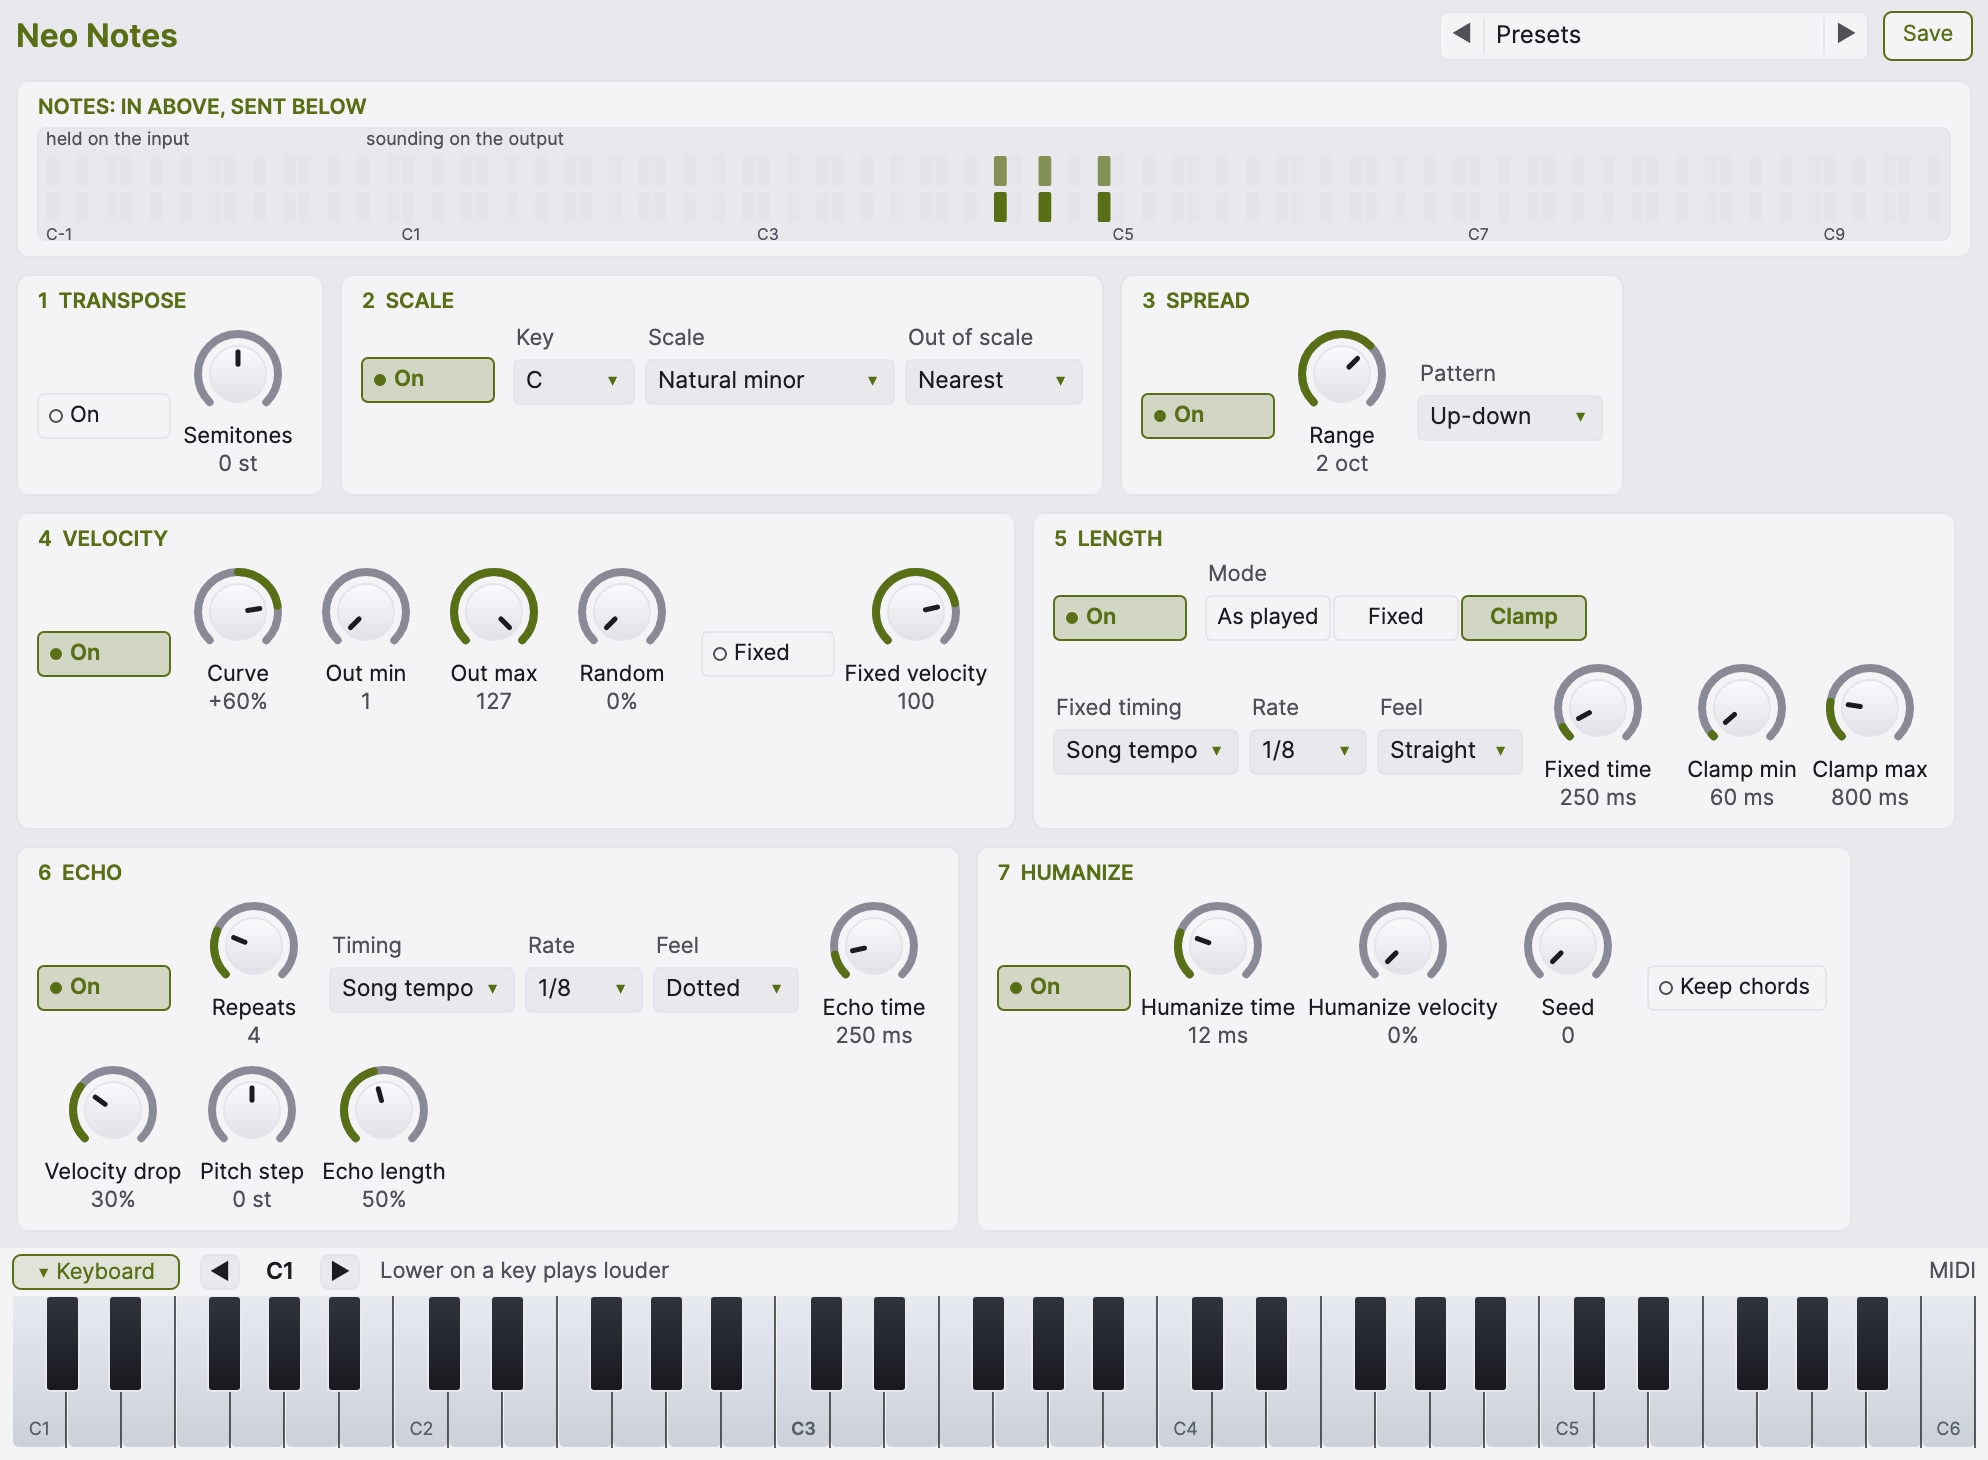 Neo Notes
Presets
Save
NOTES: IN ABOVE, SENT BELOW
held on the input sounding on the output
C-1 C1 C3 C5 C7 C9
1 TRANSPOSE
On
Semitones
0 st
2 SCALE
Key Scale Out of scale
On C Natural minor Nearest
3 SPREAD
On
Range
2 oct
Pattern
Up-down
4 VELOCITY
On
Curve
+60%
Out min
1
Out max
127
Random
0%
Fixed
Fixed velocity
100
5 LENGTH
Mode
On As played Fixed Clamp
Fixed timing Rate Feel
Song tempo 1/8 Straight
Fixed time
250 ms
Clamp min
60 ms
Clamp max
800 ms
6 ECHO
On
Repeats
4
Timing Rate Feel
Song tempo 1/8 Dotted
Echo time
250 ms
Velocity drop
30%
Pitch step
0 st
Echo length
50%
7 HUMANIZE
On
Humanize time
12 ms
Humanize velocity
0%
Seed
0
Keep chords
Keyboard C1 Lower on a key plays louder MIDI
C1 C2 C3 C4 C5 C6